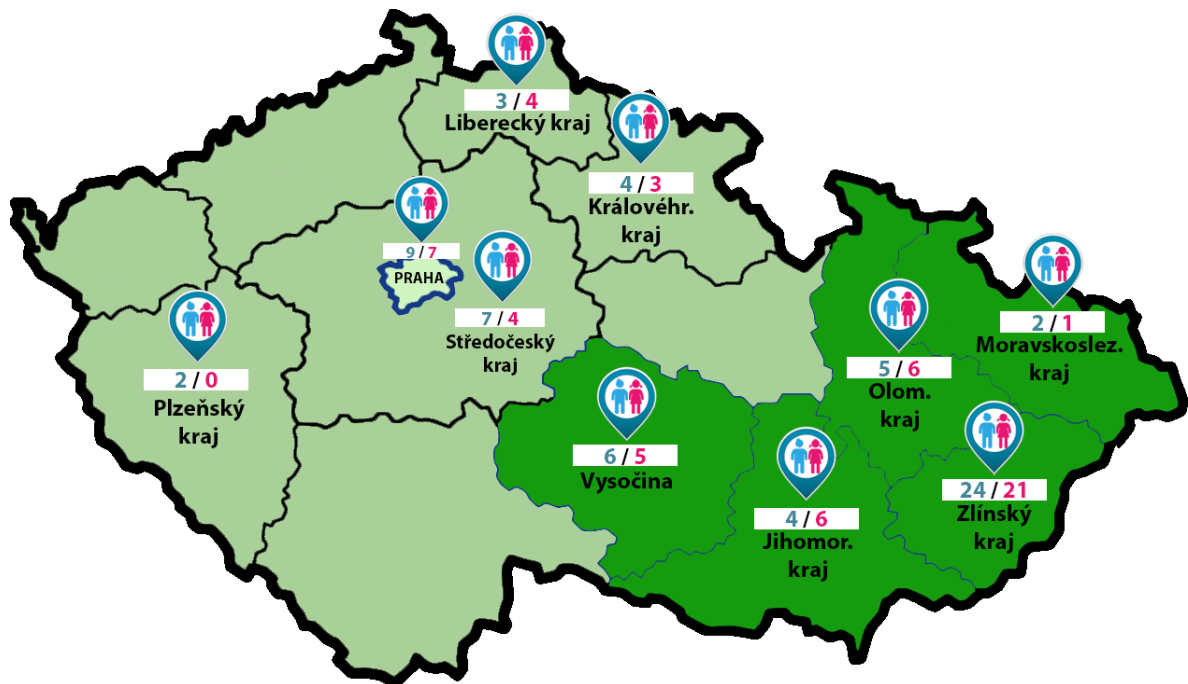 3 / 4
Liberecký kraj
4 / 3
Královéhr.
kraj
9 / 7
PRAHA
7 / 4
Středočeský
kraj
2 / 0
Plzeňský
kraj
2 / 1
Moravskoslez.
kraj
5 / 6
Olom.
kraj
6 / 5
Vysočina
24 / 21
Zlínský
kraj
4 / 6
Jihomor.
kraj